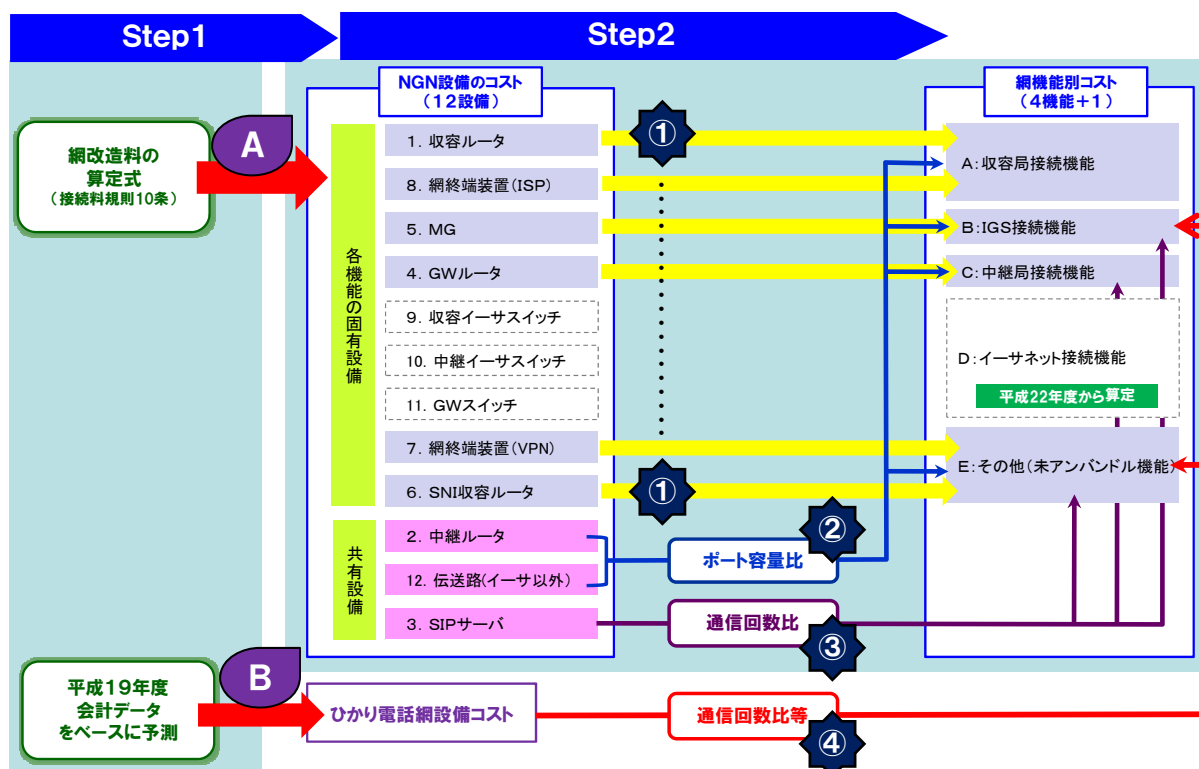 Step1
Step2
網改造料の
算定式
(接続料規則10条)
A
NGN設備のコスト
(12設備)
各機能の固有設備
1. 収容ルータ
8. 網終端装置(ISP)
5. MG
4. GWルータ
9. 収容イーサスイッチ
10. 中継イーサスイッチ
11. GWスイッチ
7. 網終端装置(VPN)
6. SNI収容ルータ
共有設備
2. 中継ルータ
12. 伝送路(イーサ以外)
3. SIPサーバ
①
①
ポート容量比
②
通信回数比
③
網機能別コスト
(4機能+1)
A:収容局接続機能
B:IGS接続機能
C:中継局接続機能
D:イーサネット接続機能
平成22年度から算定
E:その他(未アンバンドル機能)
平成19年度
会計データ
をベースに予測
B
ひかり電話網設備コスト
通信回数比等
④